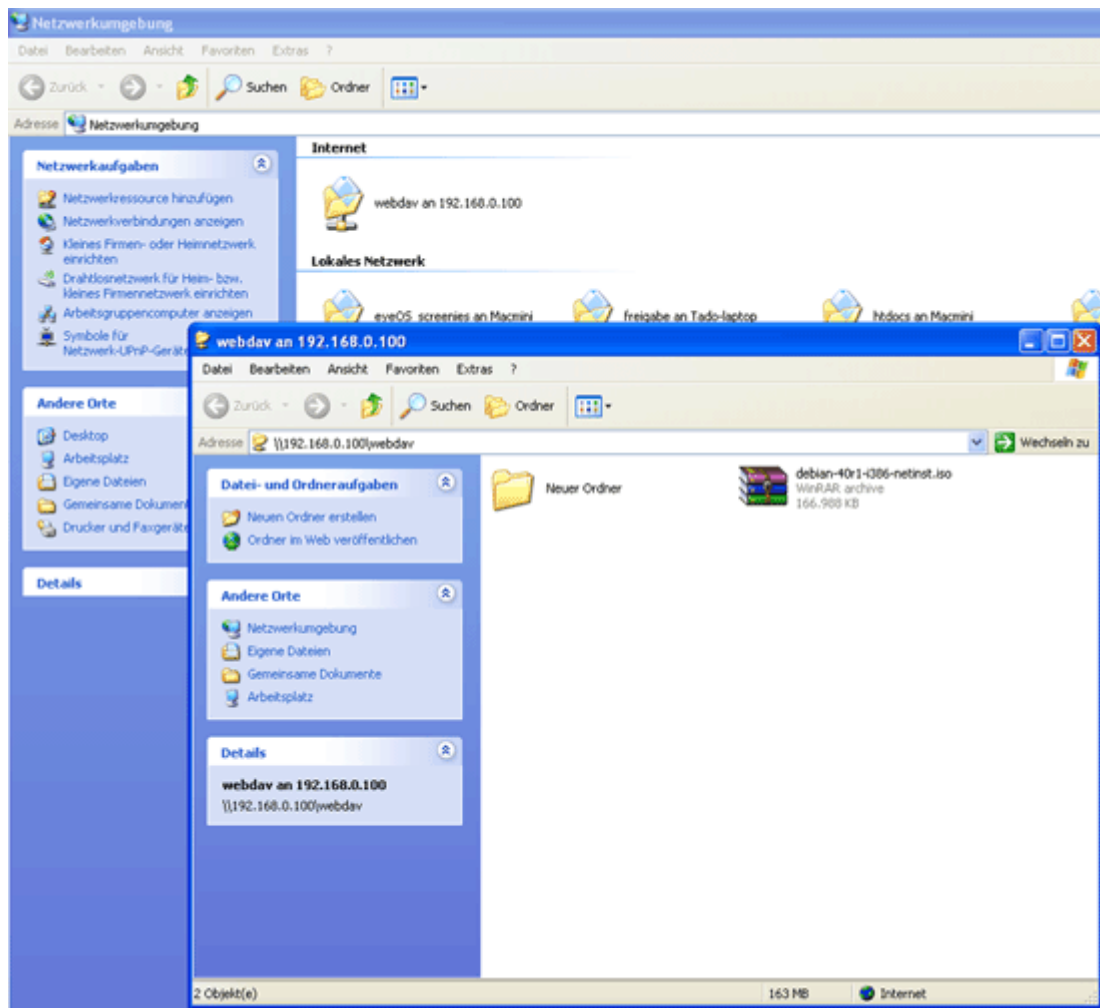 Netzwerkumgebung
Datei Bearbeiten Ansicht Favoriten Extras ?
Zurück Suchen Ordner
Adresse Netzwerkumgebung
Netzwerkaufgaben
Netzwerkressource hinzufügen
Netzwerkverbindungen anzeigen
Kleines Firmen- oder Heimnetzwerk
einrichten
Drahtlosnetzwerk für Heim- bzw.
kleines Firmennetzwerk einrichten
Arbeitsgruppencomputer anzeigen
Symbole für
Netzwerk-UPnP-Geräte
Andere Orte
Desktop
Arbeitsplatz
Eigene Dateien
Gemeinsame Dokumen
Drucker und Faxgeräte
Details
Internet
webdav an 192.168.0.100
Lokales Netzwerk
eyeOS screenies an Macmini
freigabe an Tado-laptop
htdocs an Macmini
webdav an 192.168.0.100
Datei Bearbeiten Ansicht Favoriten Extras ?
Zurück Suchen Ordner
Adresse \\192.168.0.100\webdav Wechseln zu
Datei- und Ordneraufgaben
Neuen Ordner erstellen
Ordner im Web veröffentlichen
Andere Orte
Netzwerkumgebung
Eigene Dateien
Gemeinsame Dokumente
Arbeitsplatz
Details
webdav an 192.168.0.100
\\192.168.0.100\webdav
Neuer Ordner
debian-40r1-i386-netinst.iso
WinRAR archive
166.988 KB
2 Objekt(e) 163 MB Internet